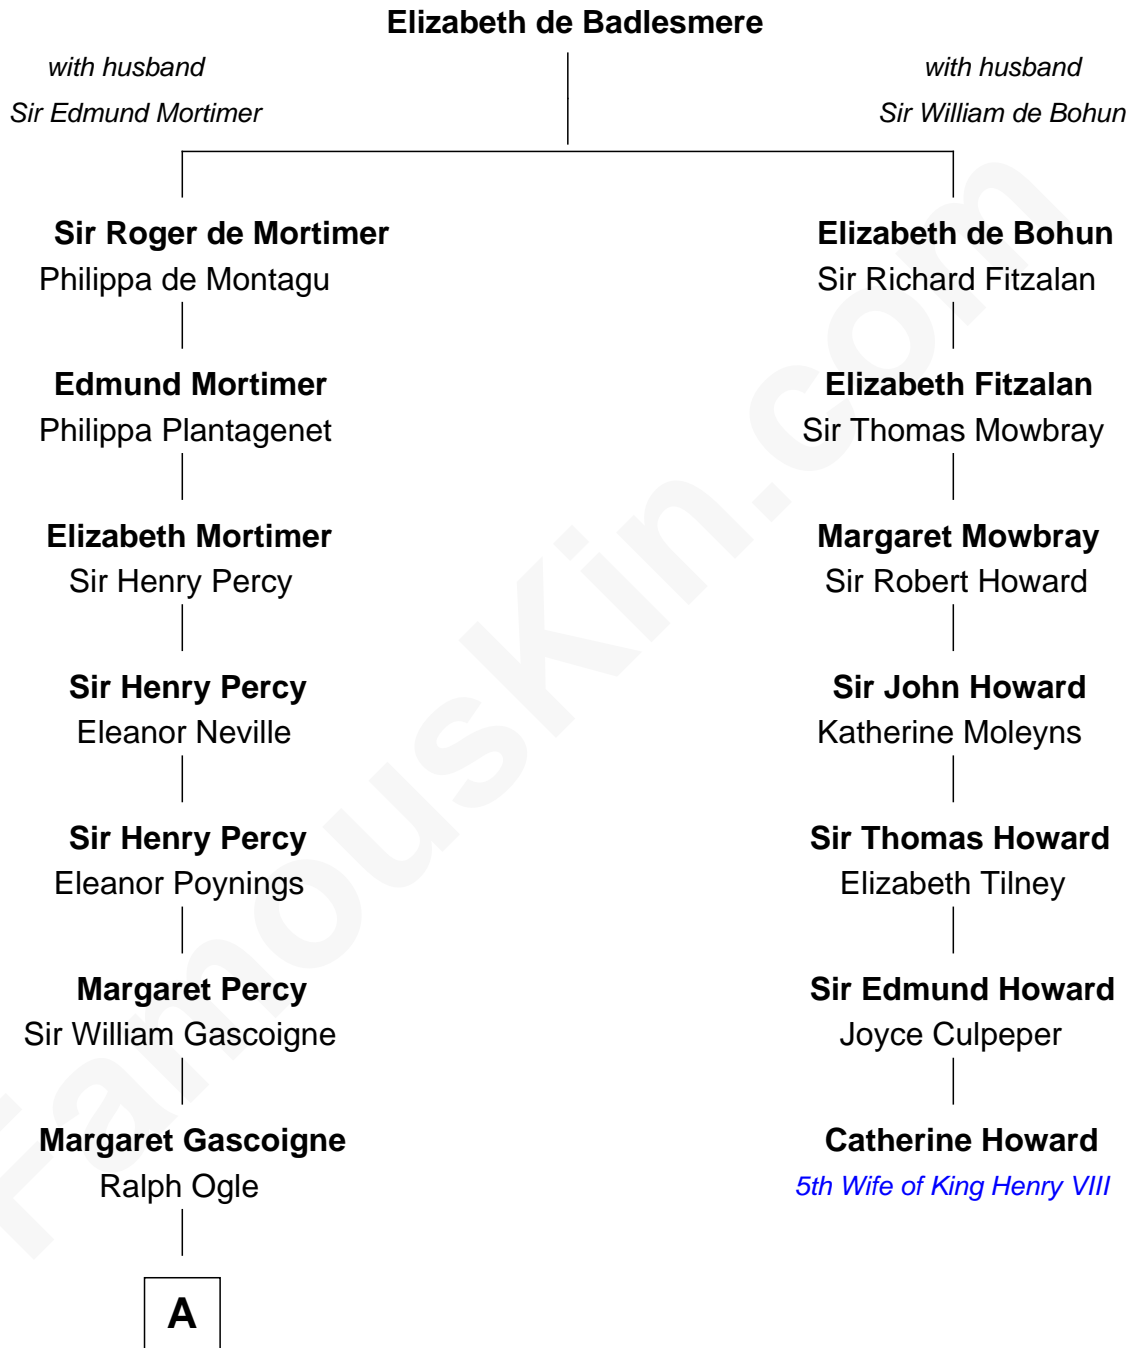 Elizabeth de Badlesmere
with husband
Sir Edmund Mortimer
with husband
Sir William de Bohun
Sir Roger de Mortimer
Philippa de Montagu
Elizabeth de Bohun
Sir Richard Fitzalan
Edmund Mortimer
Philippa Plantagenet
Elizabeth Fitzalan
Sir Thomas Mowbray
Elizabeth Mortimer
Sir Henry Percy
Margaret Mowbray
Sir Robert Howard
Sir Henry Percy
Eleanor Neville
Sir John Howard
Katherine Moleyns
Sir Henry Percy
Eleanor Poynings
Sir Thomas Howard
Elizabeth Tilney
Margaret Percy
Sir William Gascoigne
Sir Edmund Howard
Joyce Culpeper
Margaret Gascoigne
Ralph Ogle
Catherine Howard
5th Wife of King Henry VIII
A
FamousKin.com